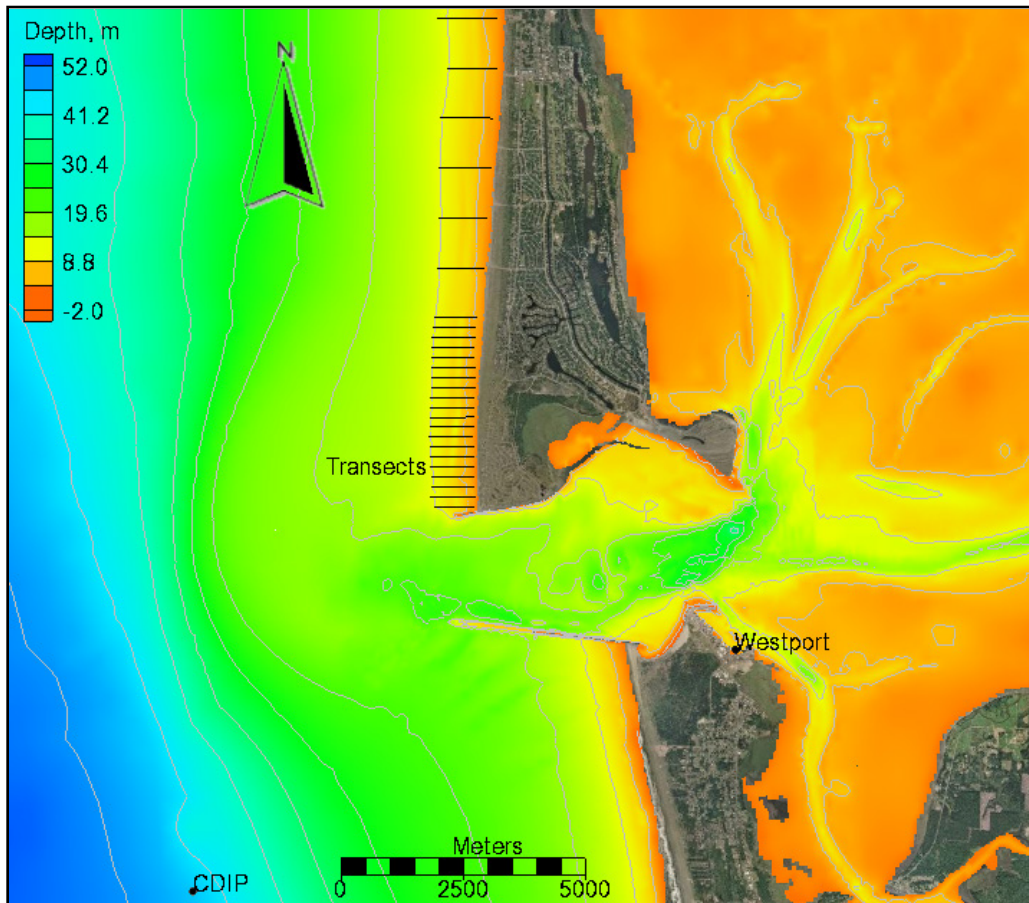 Depth, m
52.0
41.2
30.4
19.6
8.8
-2.0
N
Transects
Westport
Meters
0 2500 5000
CDIP